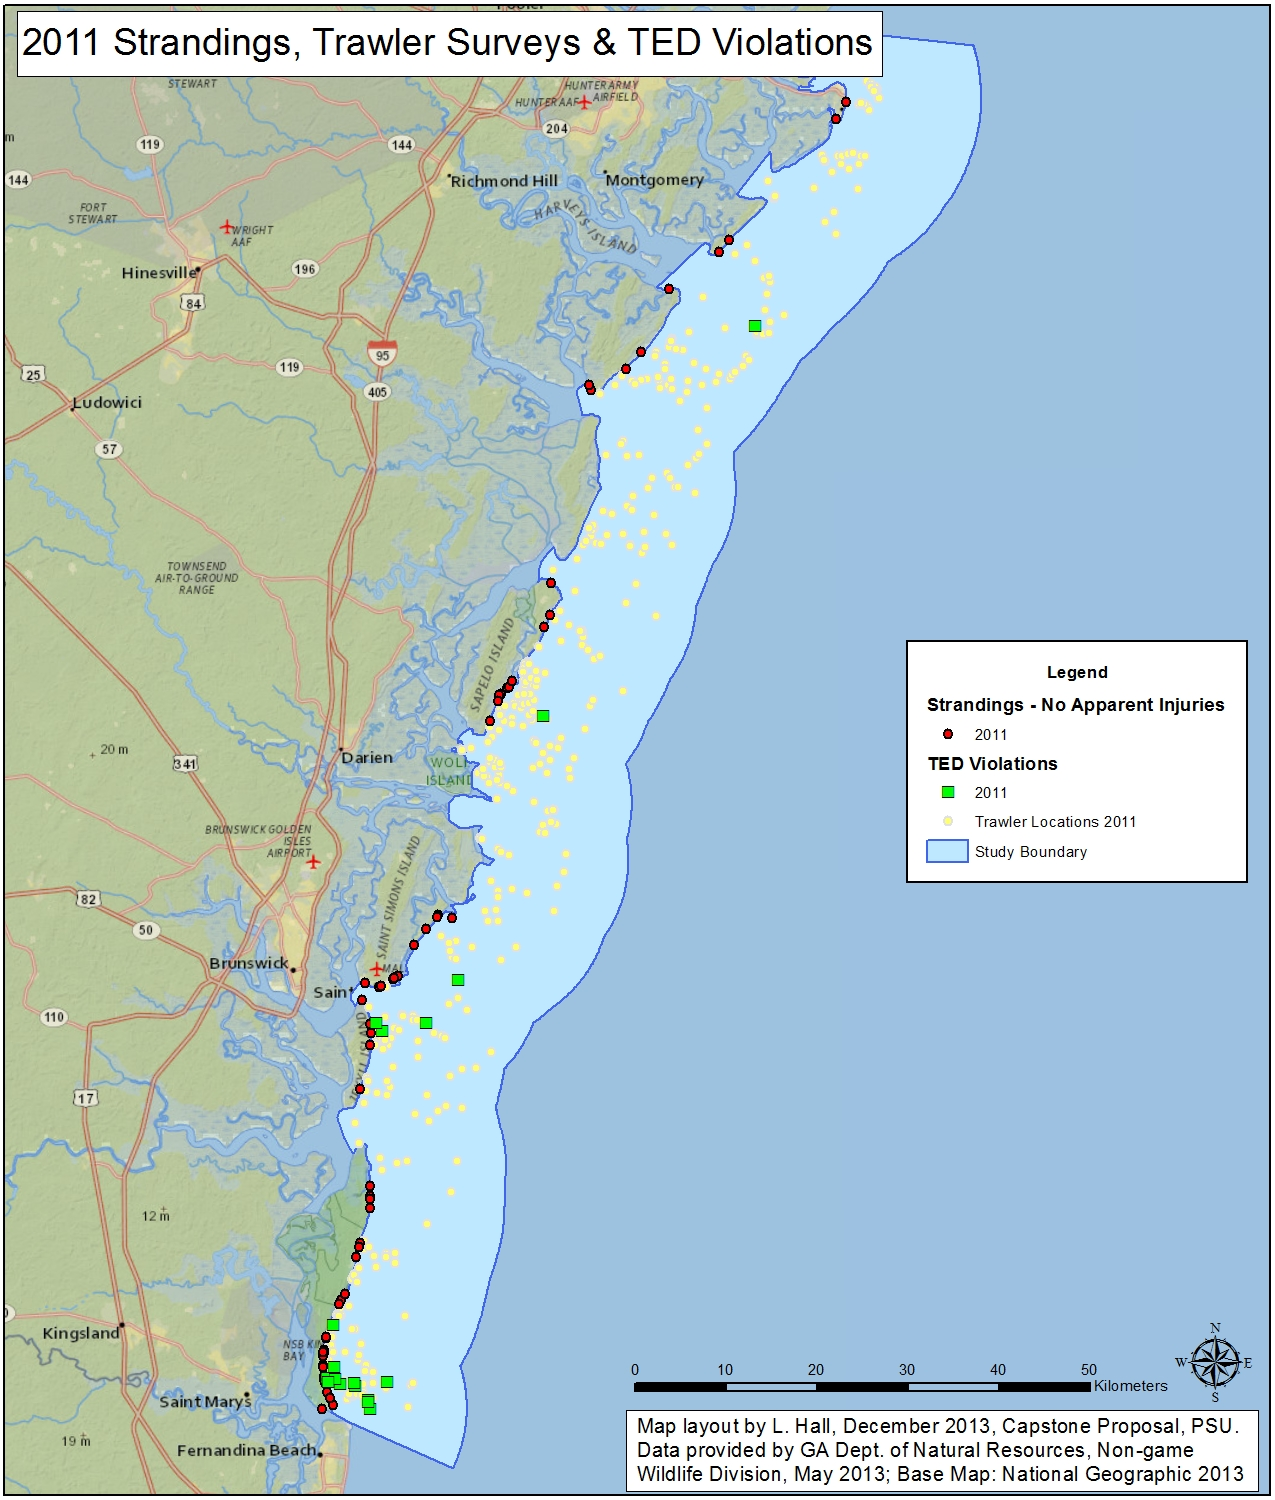 2011 Strandings, Trawler Surveys & TED Violations
STEWART
HUNTER ARMY
AIRFIELD
HUNTER AAF
204
119
144
144
Richmond Hill
Montgomery
FORT
STEWART
HARVEYS ISLAND
WRIGHT
AAF
Hinesville
196
84
95
119
25
405
Ludowici
57
TOWNSEND
AIR-TO-GROUND
RANGE
SAPELO ISLAND
Legend
Strandings - No Apparent Injuries
2011
TED Violations
2011
Trawler Locations 2011
Study Boundary
20 m
Darien
341
WOLF
ISLAND
BRUNSWICK GOLDEN
ISLES
AIRPORT
SAINT SIMONS ISLAND
82
50
Brunswick
MAL
Saint
110
ISLAND
17
12 m
Kingsland
NSB KIN
BAY
Saint Marys
19 m
Fernandina Beach
N
W E
S
0 10 20 30 40 50
Kilometers
Map layout by L. Hall, December 2013, Capstone Proposal, PSU.
Data provided by GA Dept. of Natural Resources, Non-game
Wildlife Division, May 2013; Base Map: National Geographic 2013